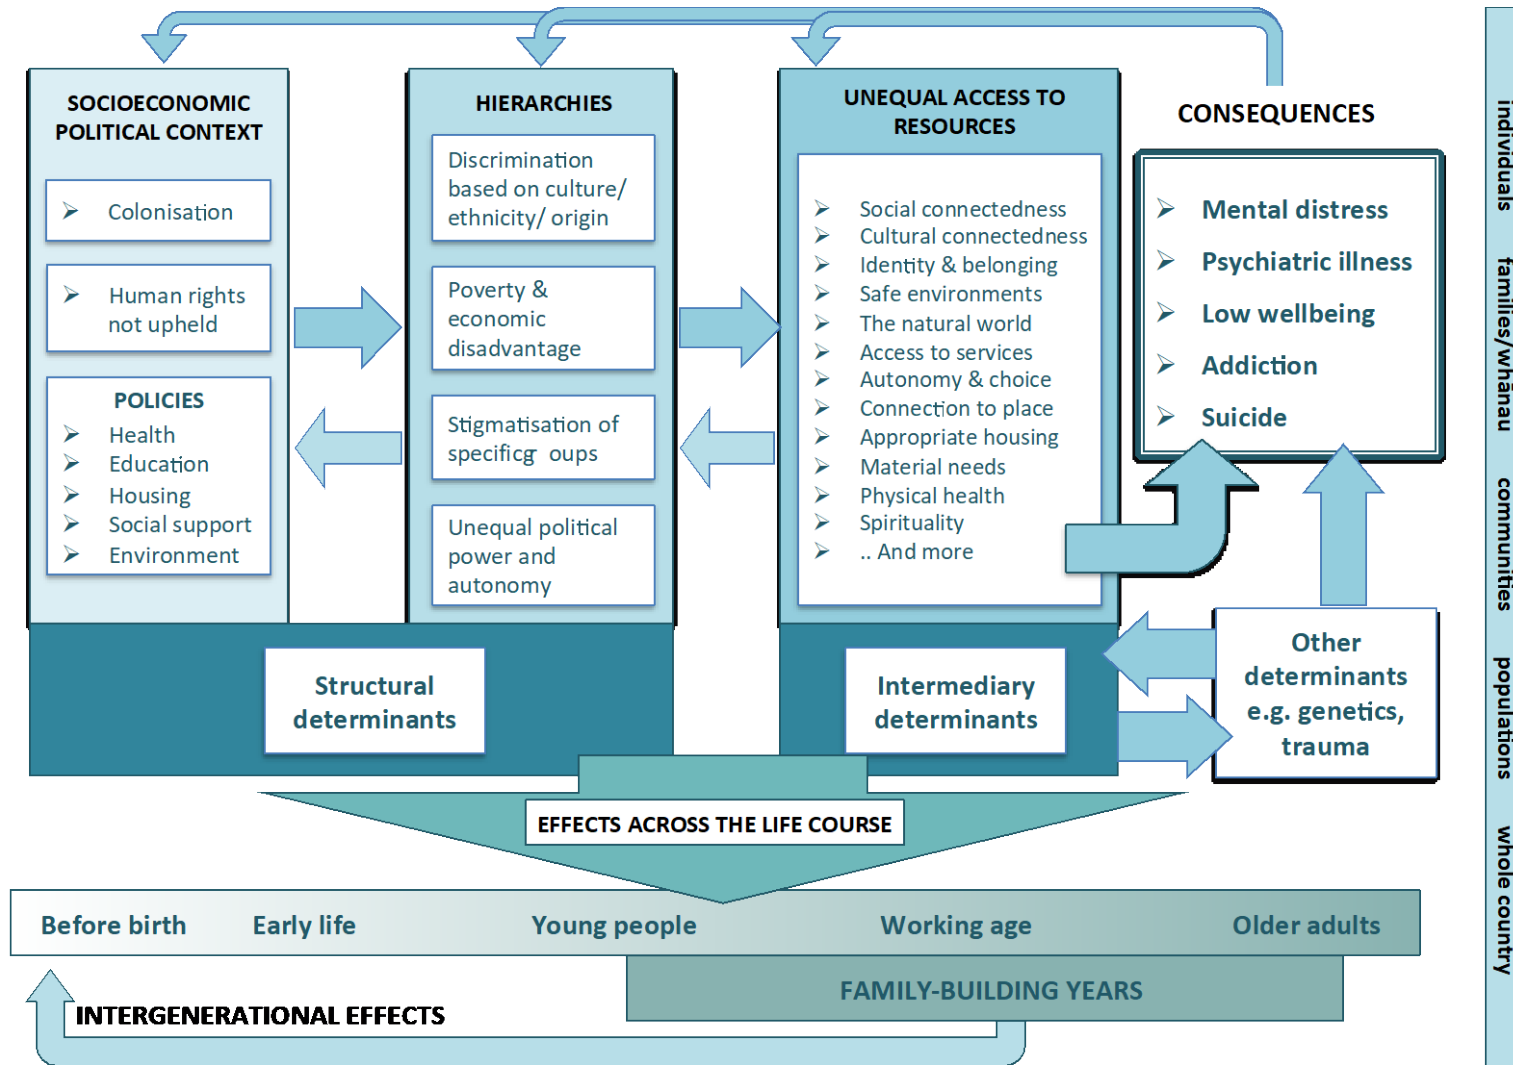 SOCIOECONOMIC
POLITICAL CONTEXT
Colonisation
Human rights
not upheld
POLICIES
Health
Education
Housing
Social support
Environment
HIERARCHIES
Discrimination
based on culture/
ethnicity/ origin
Poverty &
economic
disadvantage
Stigmatisation of
specificg oups
Unequal political
power and
autonomy
UNEQUAL ACCESS TO
RESOURCES
Social connectedness
Cultural connectedness
Identity & belonging
Safe environments
The natural world
Access to services
Autonomy & choice
Connection to place
Appropriate housing
Material needs
Physical health
Spirituality
.. And more
CONSEQUENCES
Mental distress
Psychiatric illness
Low wellbeing
Addiction
Suicide
Structural
determinants
Intermediary
determinants
Other
determinants
e.g. genetics,
trauma
EFFECTS ACROSS THE LIFE COURSE
Before birth Early life Young people Working age Older adults
FAMILY-BUILDING YEARS
INTERGENERATIONAL EFFECTS
individuals families/whānau communities populations whole country